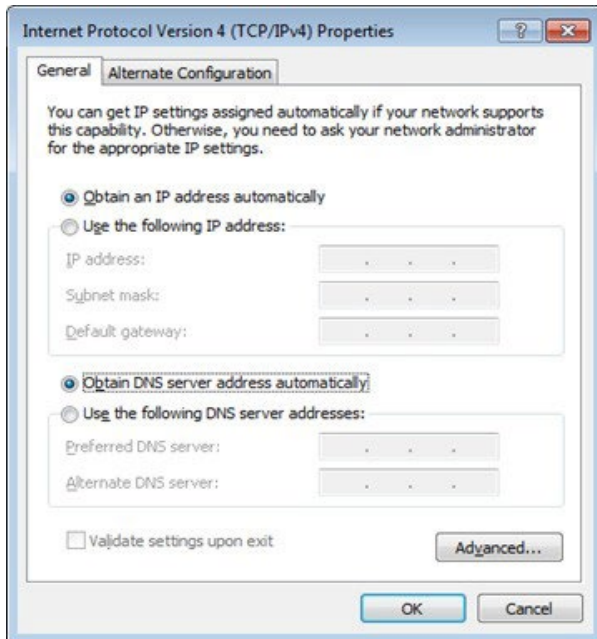 Internet Protocol Version 4 (TCP/IPv4) Properties
General
Alternate Configuration
You can get IP settings assigned automatically if your network supports
this capability. Otherwise, you need to ask your network administrator
for the appropriate IP settings.
Obtain an IP address automatically
Use the following IP address:
IP address:
Subnet mask:
Default gateway:
Obtain DNS server address automatically
Use the following DNS server addresses:
Preferred DNS server:
Alternate DNS server:
Validate settings upon exit
Advanced...
OK
Cancel